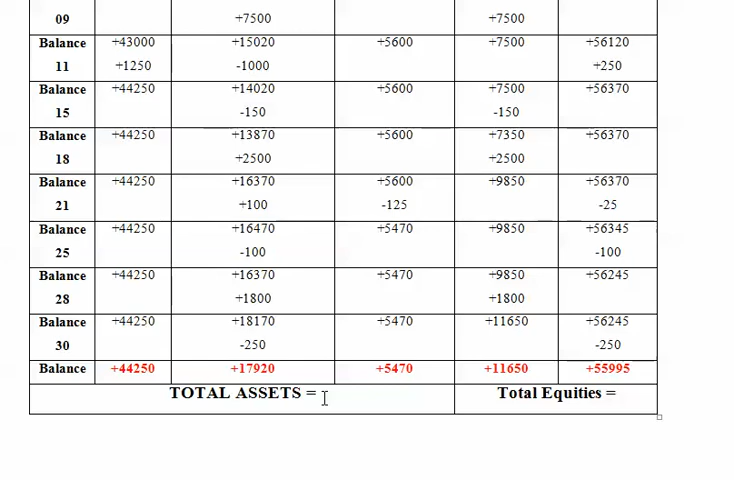 09 +7500 +7500
Balance +43000 +15020 +5600 +7500 +56120
11 +1250 -1000 +250
Balance +44250 +14020 +5600 +7500 +56370
15 -150 -150
Balance +44250 +13870 +5600 +7350 +56370
18 +2500 +2500
Balance +44250 +16370 +5600 +9850 +56370
21 +100 -125 -25
Balance +44250 +16470 +5470 +9850 +56345
25 -100 -100
Balance +44250 +16370 +5470 +9850 +56245
28 +1800 +1800
Balance +44250 +18170 +5470 +11650 +56245
30 -250 -250
Balance +44250 +17920 +5470 +11650 +55995
TOTAL ASSETS = Total Equities =